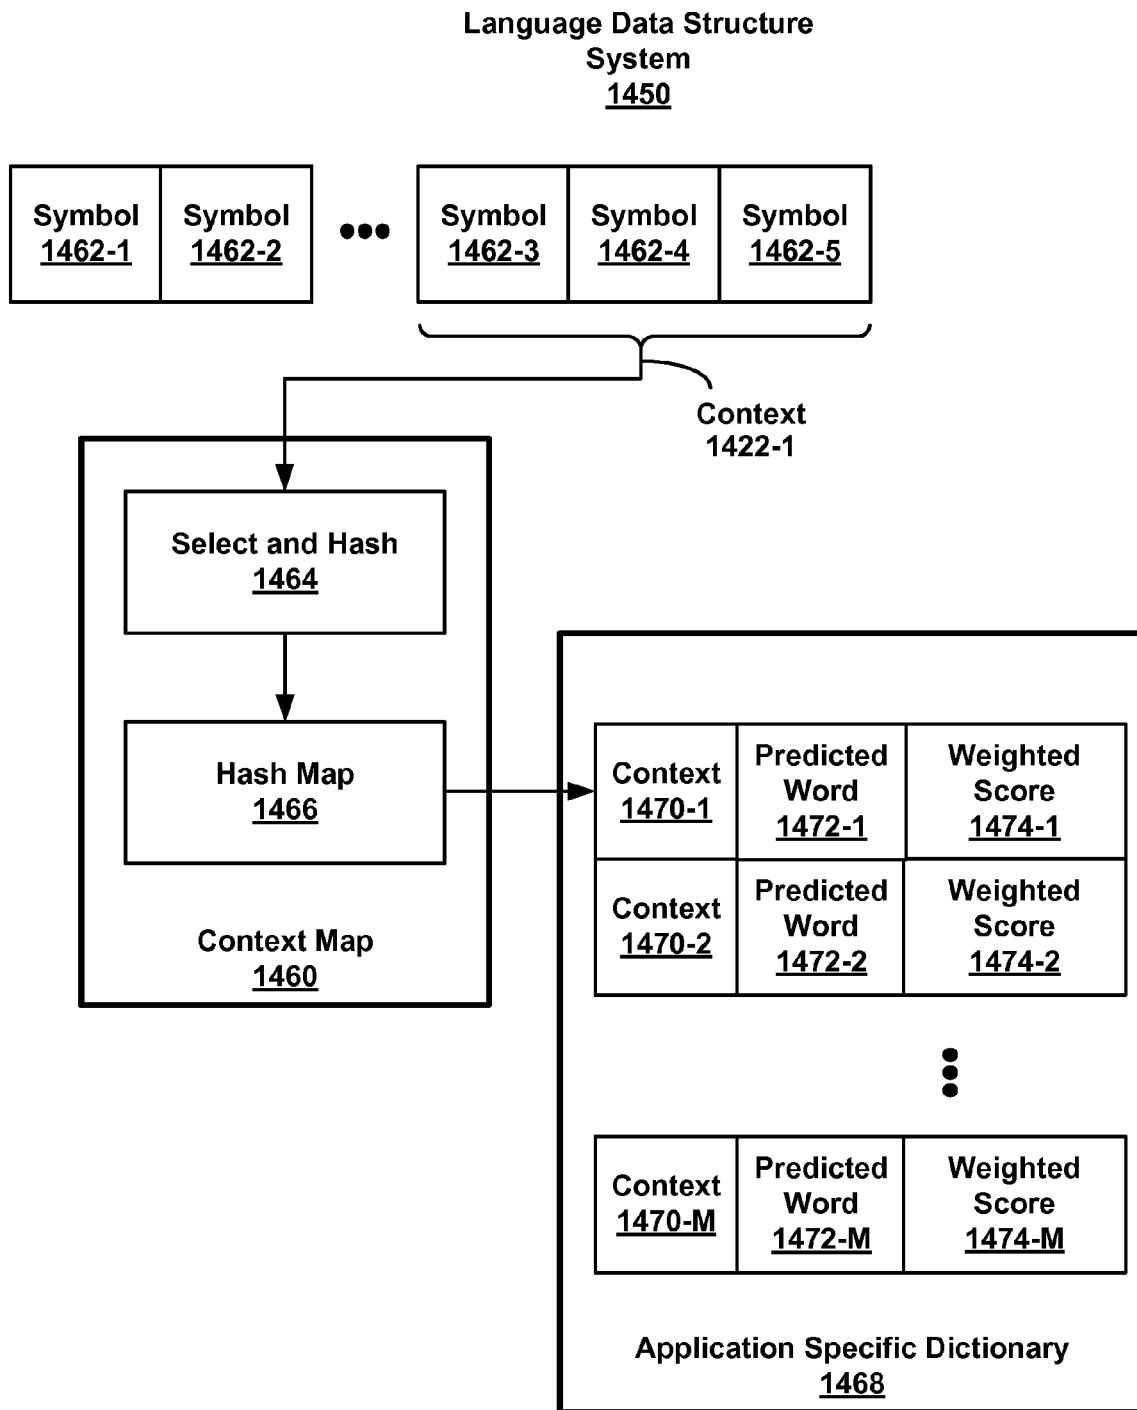 Language Data Structure
System
1450
Symbol
1462-1
Symbol
1462-2
Symbol
1462-3
Symbol
1462-4
Symbol
1462-5
Context
1422-1
Select and Hash
1464
Hash Map
1466
Context Map
1460
Context
1470-1
Predicted
Word
1472-1
Weighted
Score
1474-1
Context
1470-2
Predicted
Word
1472-2
Weighted
Score
1474-2
Context
1470-M
Predicted
Word
1472-M
Weighted
Score
1474-M
Application Specific Dictionary
1468